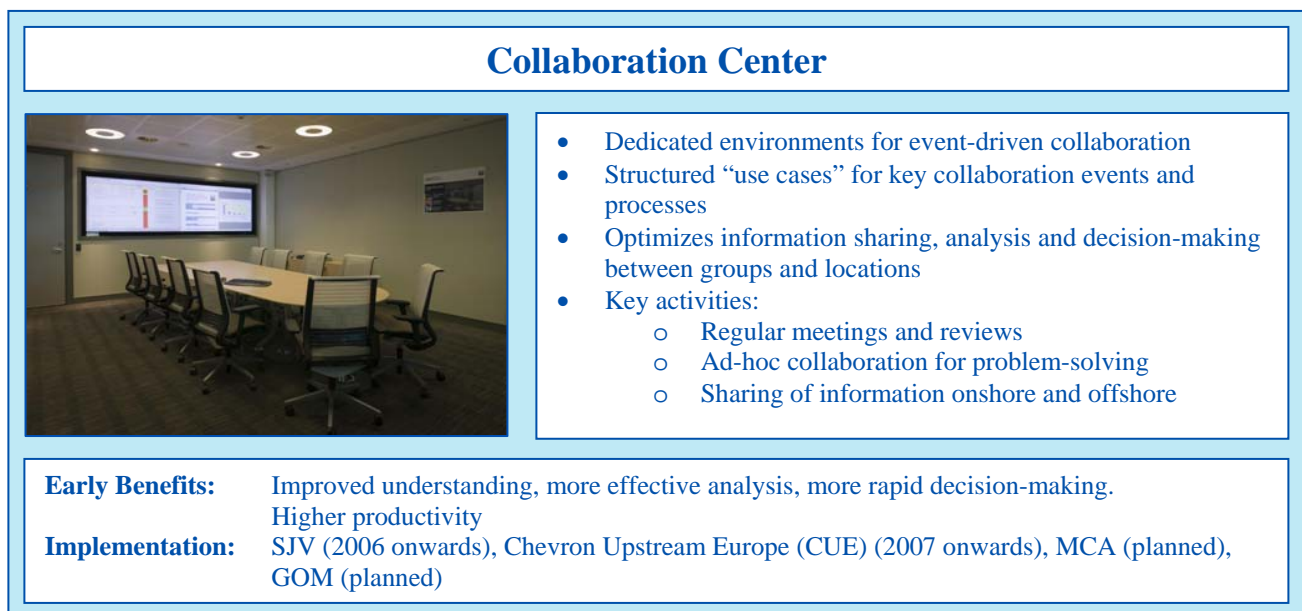 Collaboration Center
• Dedicated environments for event-driven collaboration
• Structured “use cases” for key collaboration events and
processes
• Optimizes information sharing, analysis and decision-making
between groups and locations
• Key activities:
o Regular meetings and reviews
o Ad-hoc collaboration for problem-solving
o Sharing of information onshore and offshore
Early Benefits: Improved understanding, more effective analysis, more rapid decision-making.
Higher productivity
Implementation: SJV (2006 onwards), Chevron Upstream Europe (CUE) (2007 onwards), MCA (planned),
GOM (planned)